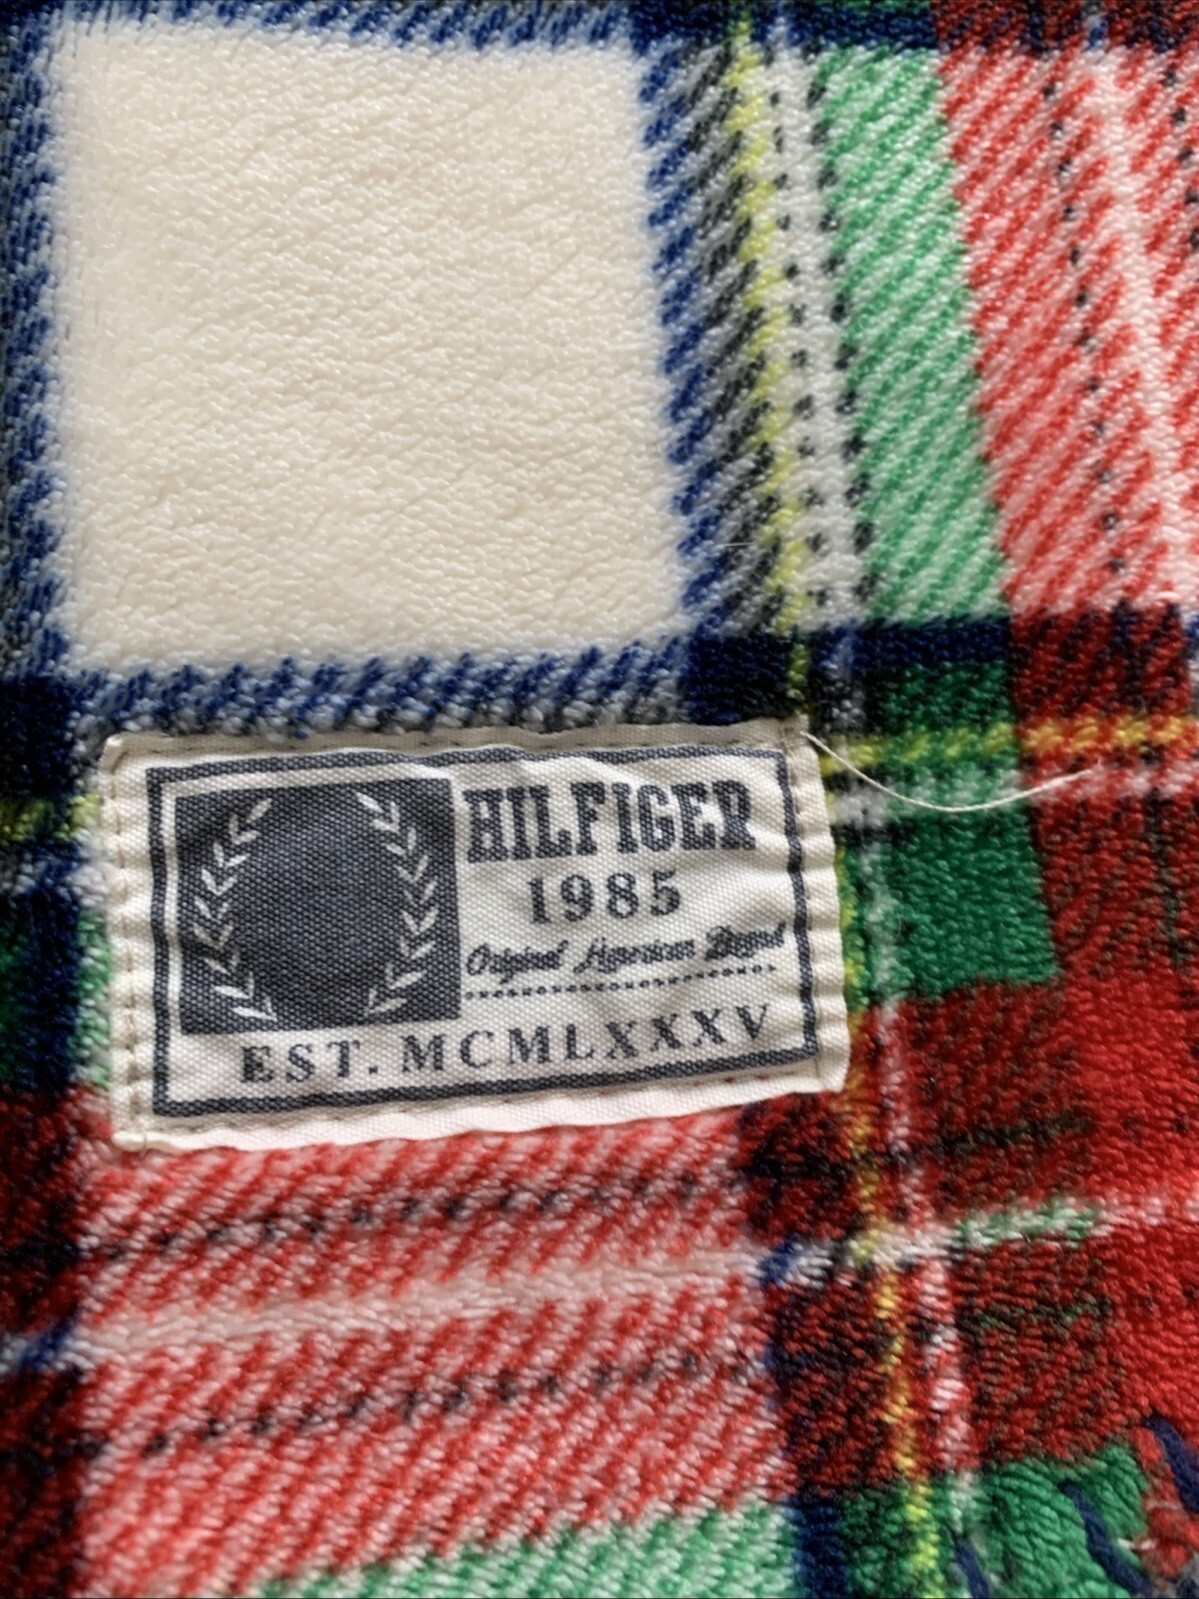 HILFIGER
1985
Original American Brand
EST. MCMLXXXV